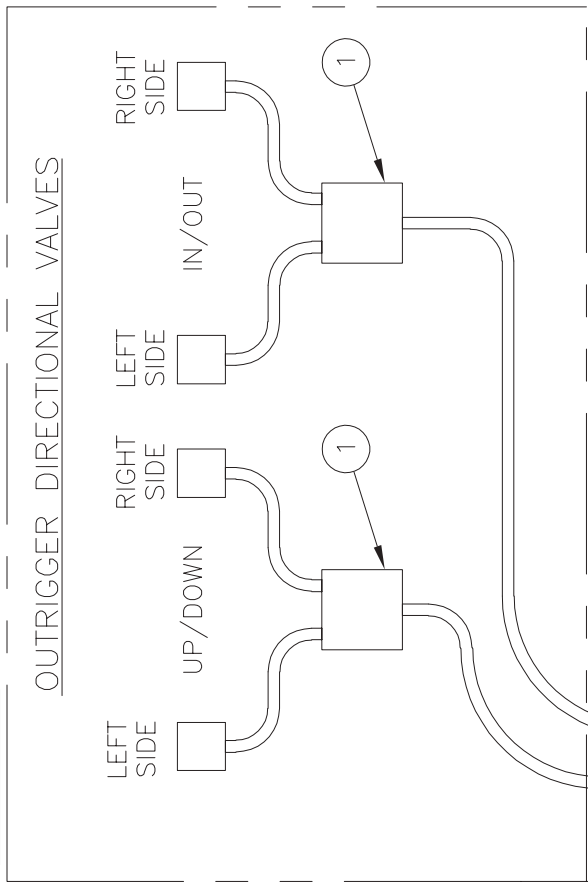 OUTRIGGER DIRECTIONAL VALVES
LEFT
SIDE
UP/DOWN
RIGHT
SIDE
LEFT
SIDE
IN/OUT
RIGHT
SIDE
1
1